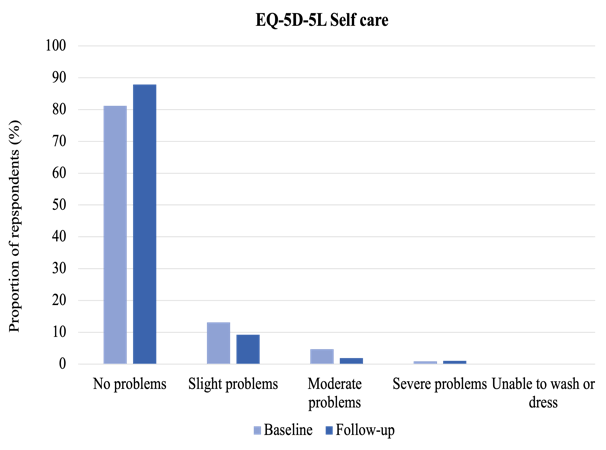 EQ-5D-5L Self care
Proportion of repspondents (%)
100
90
80
70
60
50
40
30
20
10
0
No problems
Slight problems
Moderate
problems
Severe problems
Unable to wash or
dress
Baseline
Follow-up